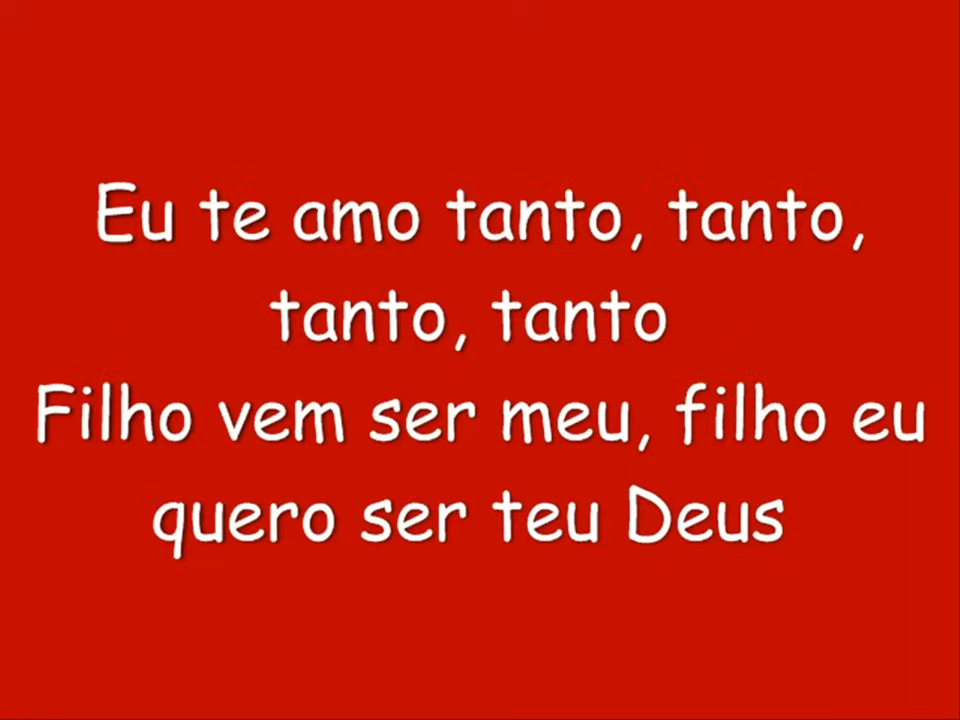 Eu te amo tanto, tanto,
tanto, tanto
Filho vem ser meu, filho eu
quero ser teu Deus